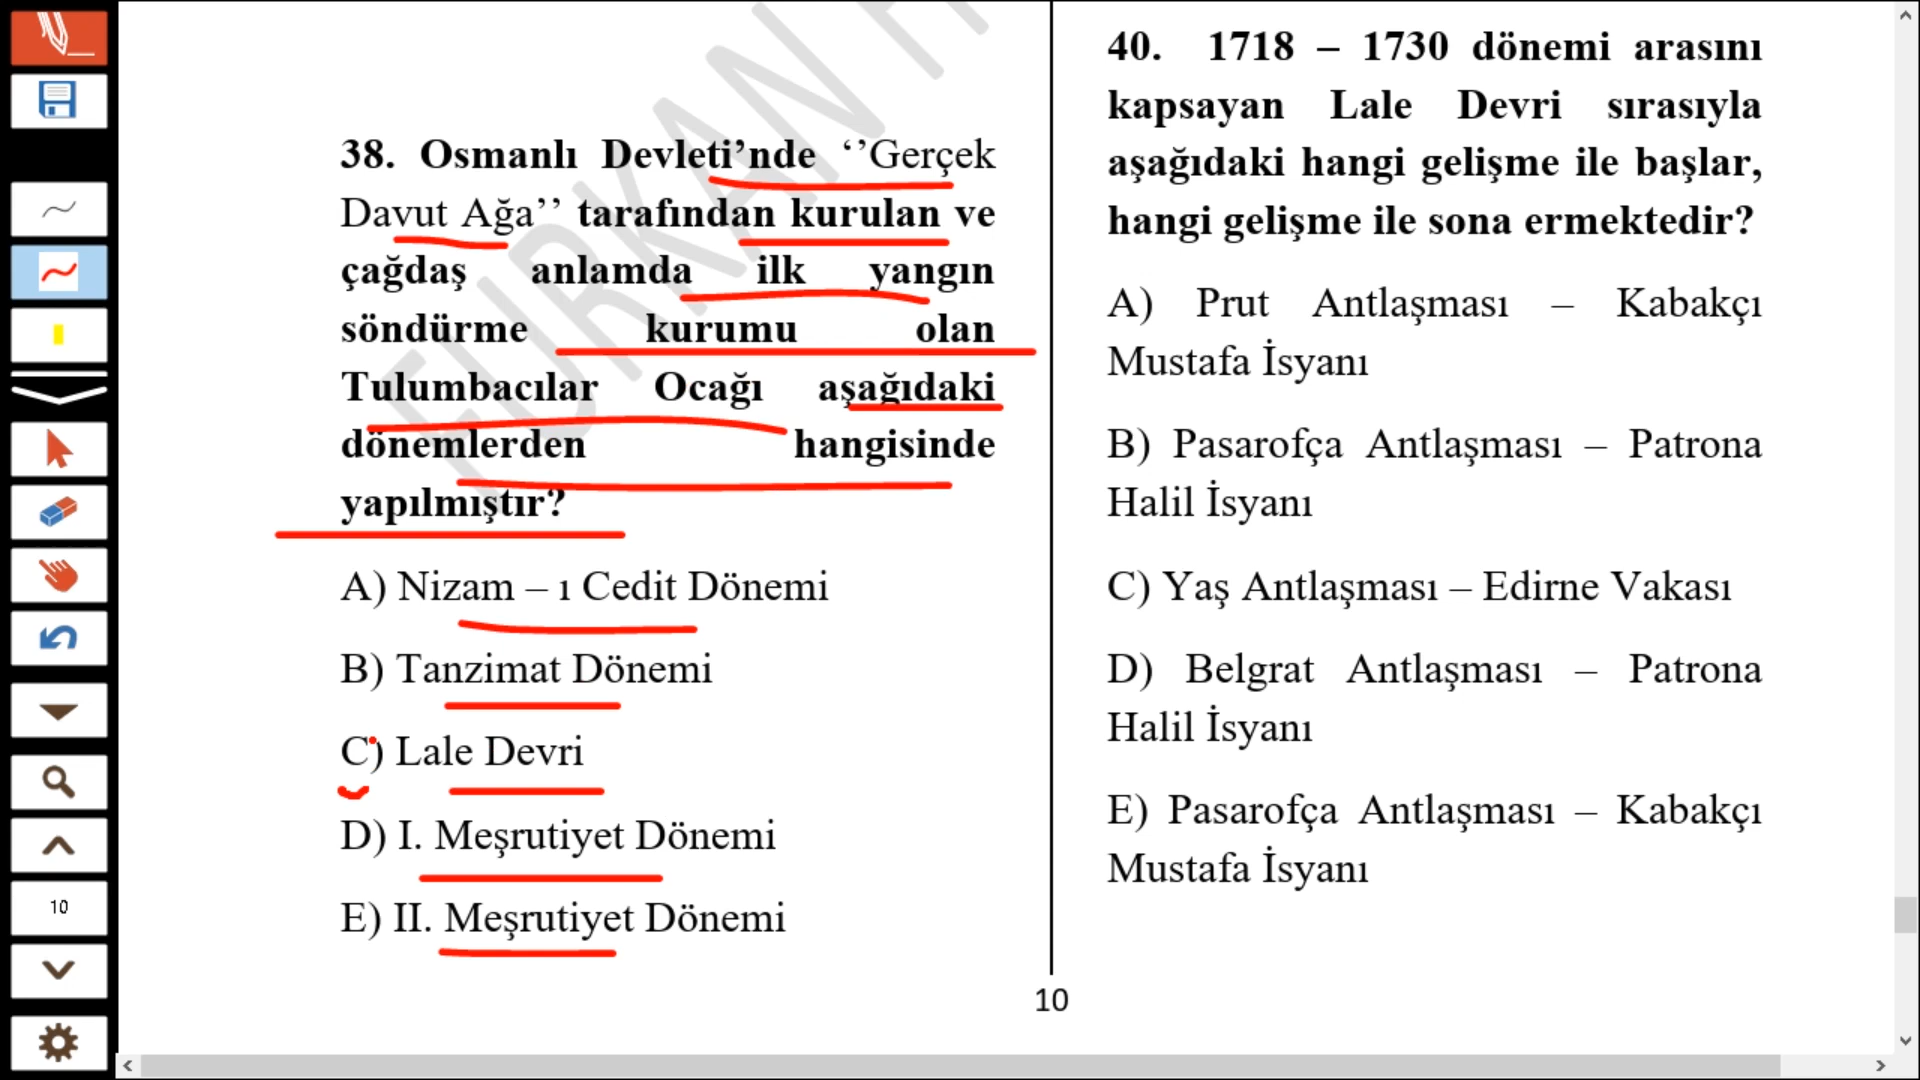 38. Osmanlı Devleti’nde ‘’Gerçek
Davut Ağa’’ tarafından kurulan ve
çağdaş anlamda ilk yangın
söndürme kurumu olan
Tulumbacılar Ocağı aşağıdaki
dönemlerden hangisinde
yapılmıştır?
A) Nizam – ı Cedit Dönemi
B) Tanzimat Dönemi
C) Lale Devri
D) I. Meşrutiyet Dönemi
E) II. Meşrutiyet Dönemi
40. 1718 – 1730 dönemi arasını
kapsayan Lale Devri sırasıyla
aşağıdaki hangi gelişme ile başlar,
hangi gelişme ile sona ermektedir?
A) Prut Antlaşması – Kabakçı
Mustafa İsyanı
B) Pasarofça Antlaşması – Patrona
Halil İsyanı
C) Yaş Antlaşması – Edirne Vakası
D) Belgrat Antlaşması – Patrona
Halil İsyanı
E) Pasarofça Antlaşması – Kabakçı
Mustafa İsyanı
10
10
FURKAN